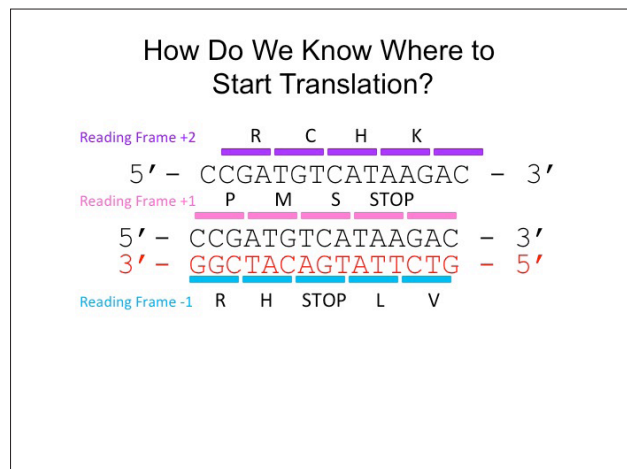 How Do We Know Where to
Start Translation?
Reading Frame +2 R C H K
5’ - CCGATGTCATAAGAC - 3’
Reading Frame +1 P M S STOP
5’ - CCGATGTCATAAGAC - 3’
3’ - GGCTACAGTATTCTG - 5’
Reading Frame -1 R H STOP L V